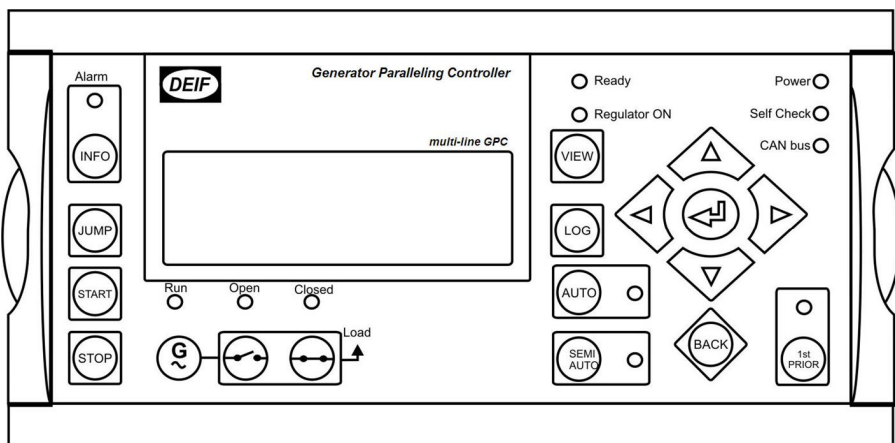 Alarm
INFO
JUMP
START
STOP
DEIF
Generator Paralleling Controller
multi-line GPC
Run
Open
Closed
G
~
Load
Ready
Regulator ON
Power
Self Check
CAN bus
VIEW
LOG
AUTO
SEMI
AUTO
BACK
1st
PRIOR